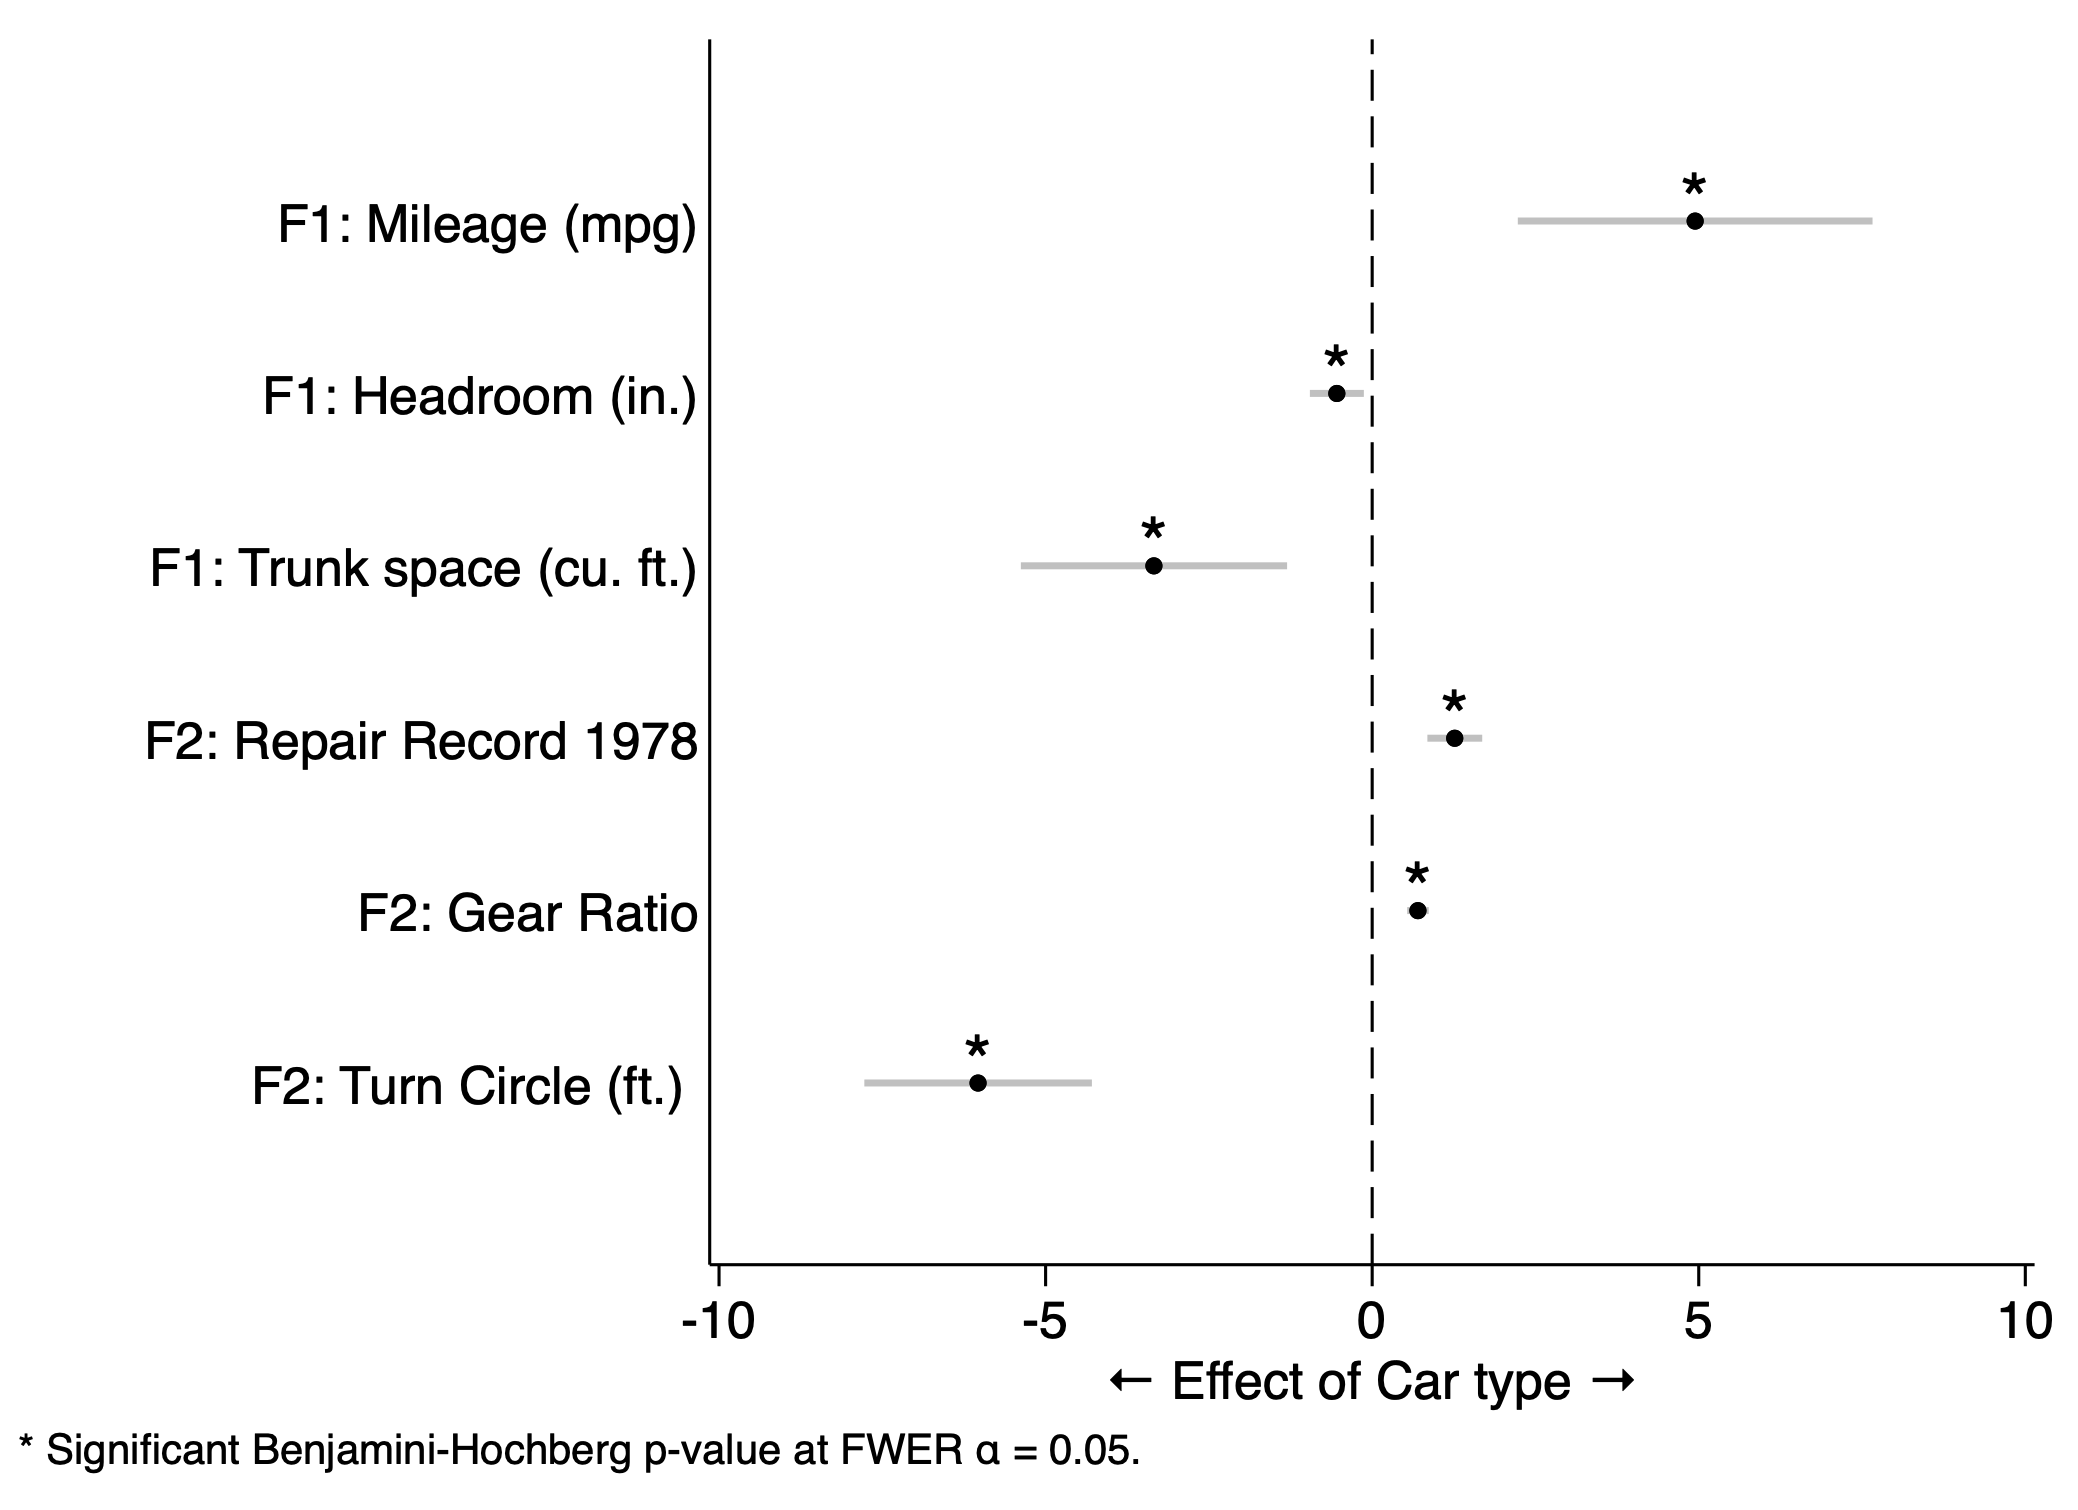 *
F1: Mileage (mpg)
*
F1: Headroom (in.)
*
F1: Trunk space (cu. ft.)
*
F2: Repair Record 1978
*
F2: Gear Ratio
*
F2: Turn Circle (ft.)
-10 -5 0 5 10
← Effect of Car type →
* Significant Benjamini-Hochberg p-value at FWER α = 0.05.